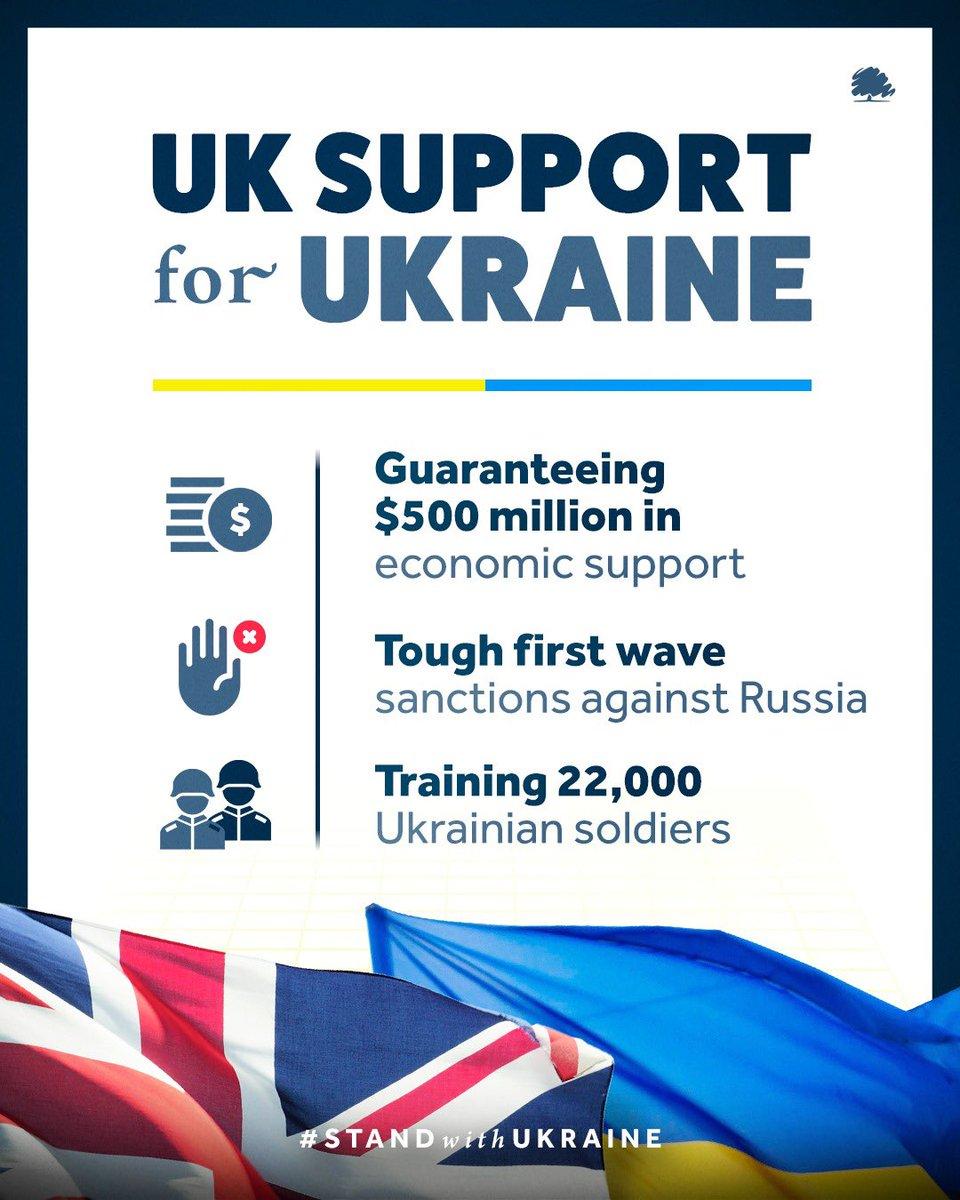 UK SUPPORT
for UKRAINE
$
Guaranteeing
$500 million in
economic support
Tough first wave
sanctions against Russia
Training 22,000
Ukrainian soldiers
#STANDwithUKRAINE